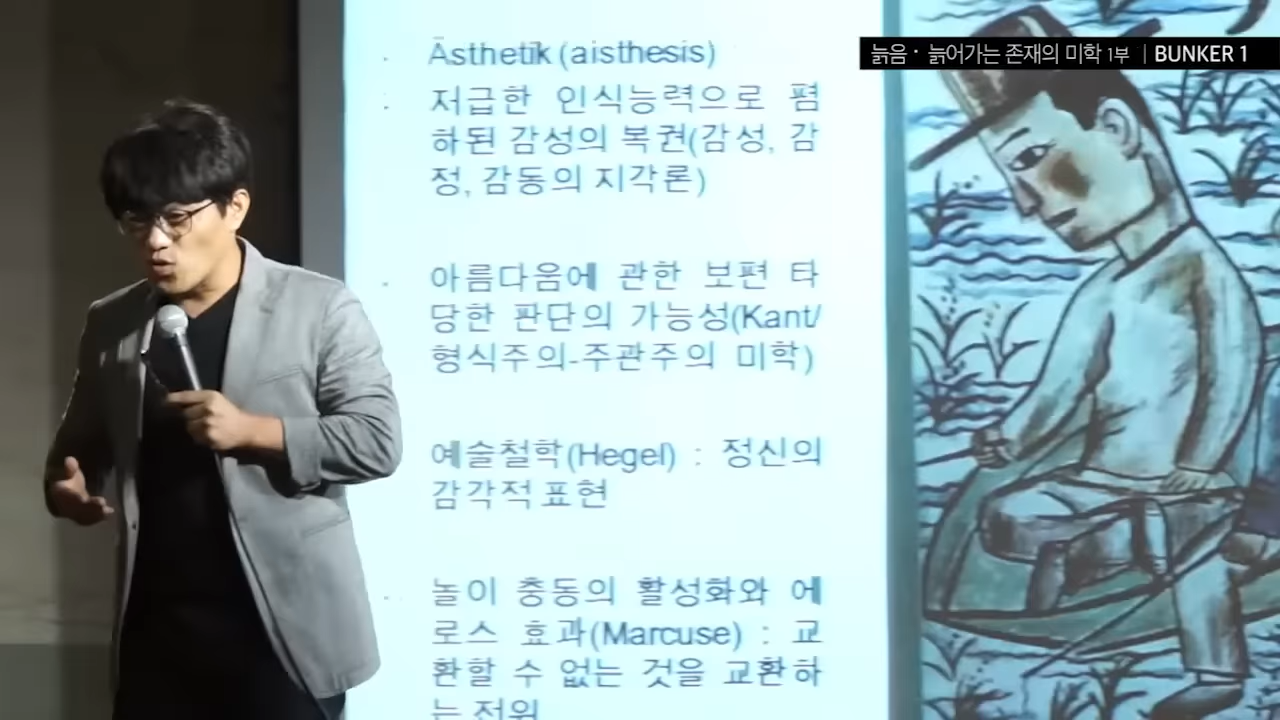 늙음· 늙어가는 존재의 미학 1부 | BUNKER 1
Ästhetik (aisthesis)
저급한 인식능력으로 폄
하된 감성의 복권(감성, 감
정, 감동의 지각론)
아름다움에 관한 보편 타
당한 판단의 가능성(Kant/
형식주의-주관주의 미학)
예술철학(Hegel) : 정신의
감각적 표현
놀이 충동의 활성화와 에
로스 효과(Marcuse) : 교
환할 수 없는 것을 교환하
는 전위